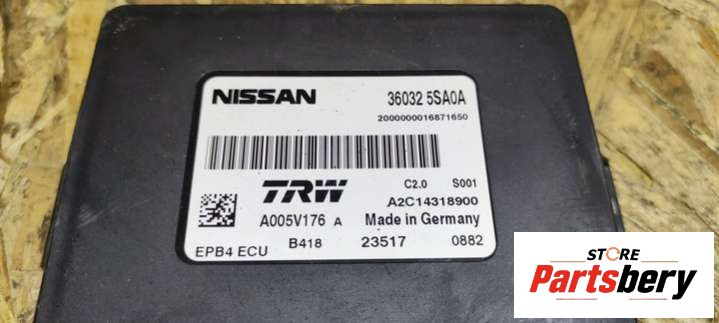 NISSAN 36032 5SA0A
2000000016871650
TRW C2.0 S001
A2C14318900
A005V176 A Made in Germany
EPB4 ECU B418 23517 0882
STORE
Partsbery